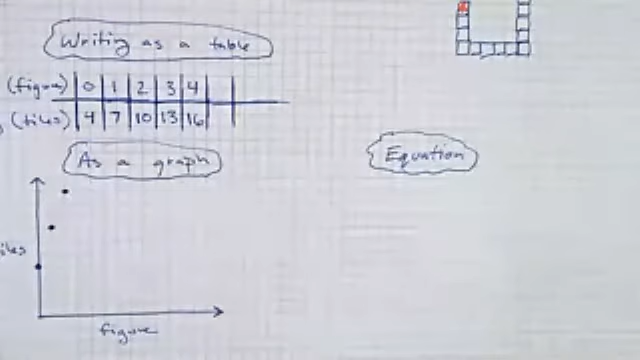 Writing as a table
(figure) 0 1 2 3 4
(tiles) 4 7 10 13 16
As a graph
Equation
figure